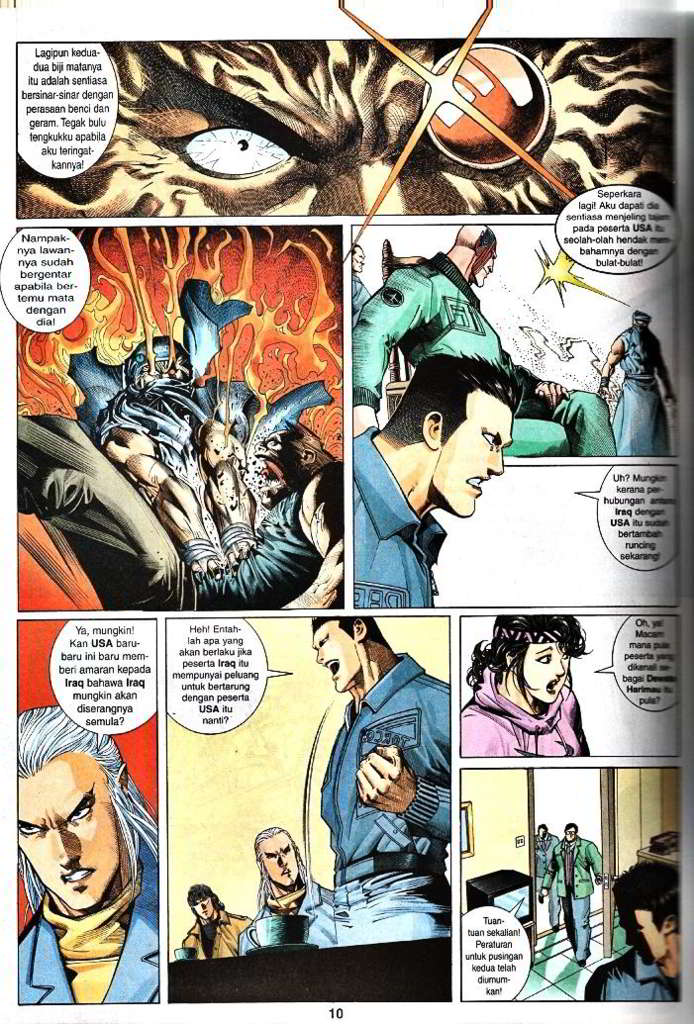 Lagipun kedua-
dua biji matanya
itu adalah sentiasa
bersinar-sinar dengan
perasaan benci dan
geram. Tegak bulu
tengkukku apabila
aku teringat-
kannya!
Seperkara
lagi! Aku dapati dia
sentiasa menjeling tajam
pada peserta USA itu
seolah-olah hendak mem-
bahamnya dengan
bulat-bulat!
Nampak-
nya lawan-
nya sudah
bergentar
apabila ber-
temu mata
dengan
dia!
Uh? Mungkin
kerana per-
hubungan antara
Iraq dengan
USA itu sudah
bertambah
runcing
sekarang!
Ya, mungkin!
Kan USA baru-
baru ini baru mem-
beri amaran kepada
Iraq bahawa Iraq
mungkin akan
diserangnya
semula?
Heh! Entah-
lah apa yang
akan berlaku jika
peserta Iraq itu
mempunyai peluang
untuk bertarung
dengan peserta
USA itu
nanti?
Oh, ya!
Macam
mana pula
peserta yang
dikenali se-
bagai Dewata
Harimau itu
pula?
Tuan-
tuan sekalian!
Peraturan
untuk pusingan
kedua telah
diumum-
kan!
10